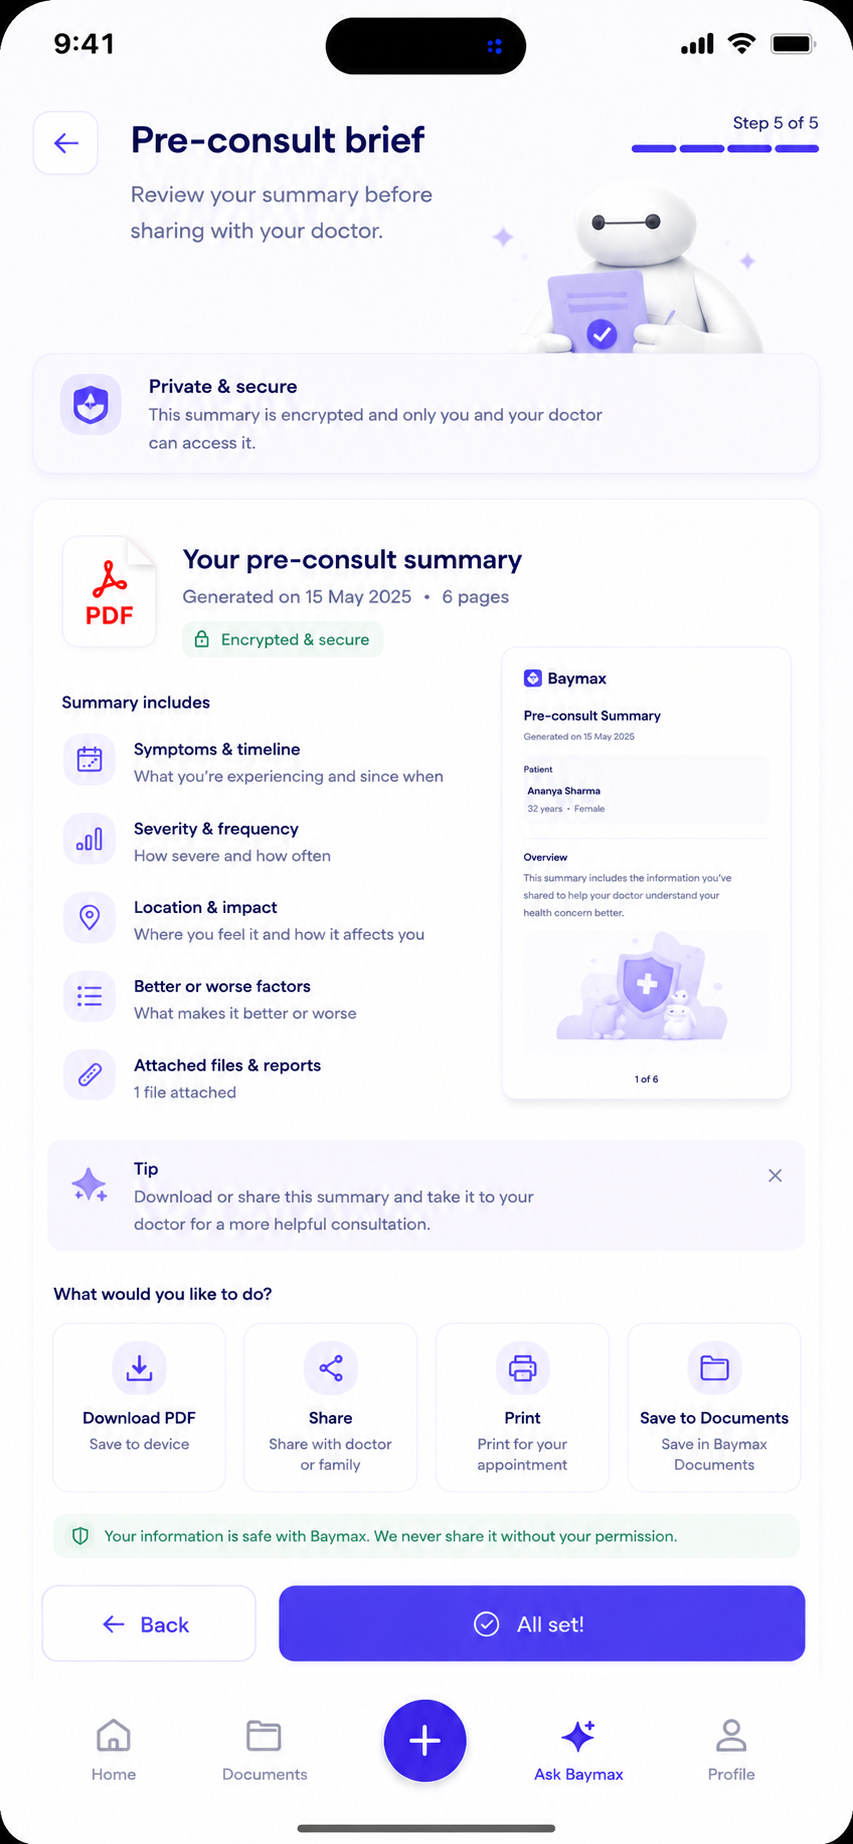 9:41
Step 5 of 5
Pre-consult brief
Review your summary before
sharing with your doctor.
Private & secure
This summary is encrypted and only you and your doctor
can access it.
PDF
Your pre-consult summary
Generated on 15 May 2025 • 6 pages
Encrypted & secure
Summary includes
Symptoms & timeline
What you're experiencing and since when
Severity & frequency
How severe and how often
Location & impact
Where you feel it and how it affects you
Better or worse factors
What makes it better or worse
Attached files & reports
1 file attached
Baymax
Pre-consult Summary
Generated on 15 May 2025
Patient
Ananya Sharma
32 years • Female
Overview
This summary includes the information you've
shared to help your doctor understand your
health concern better.
1 of 6
Tip
Download or share this summary and take it to your
doctor for a more helpful consultation.
What would you like to do?
Download PDF
Save to device
Share
Share with doctor
or family
Print
Print for your
appointment
Save to Documents
Save in Baymax
Documents
Your information is safe with Baymax. We never share it without your permission.
Back
All set!
Home
Documents
Ask Baymax
Profile